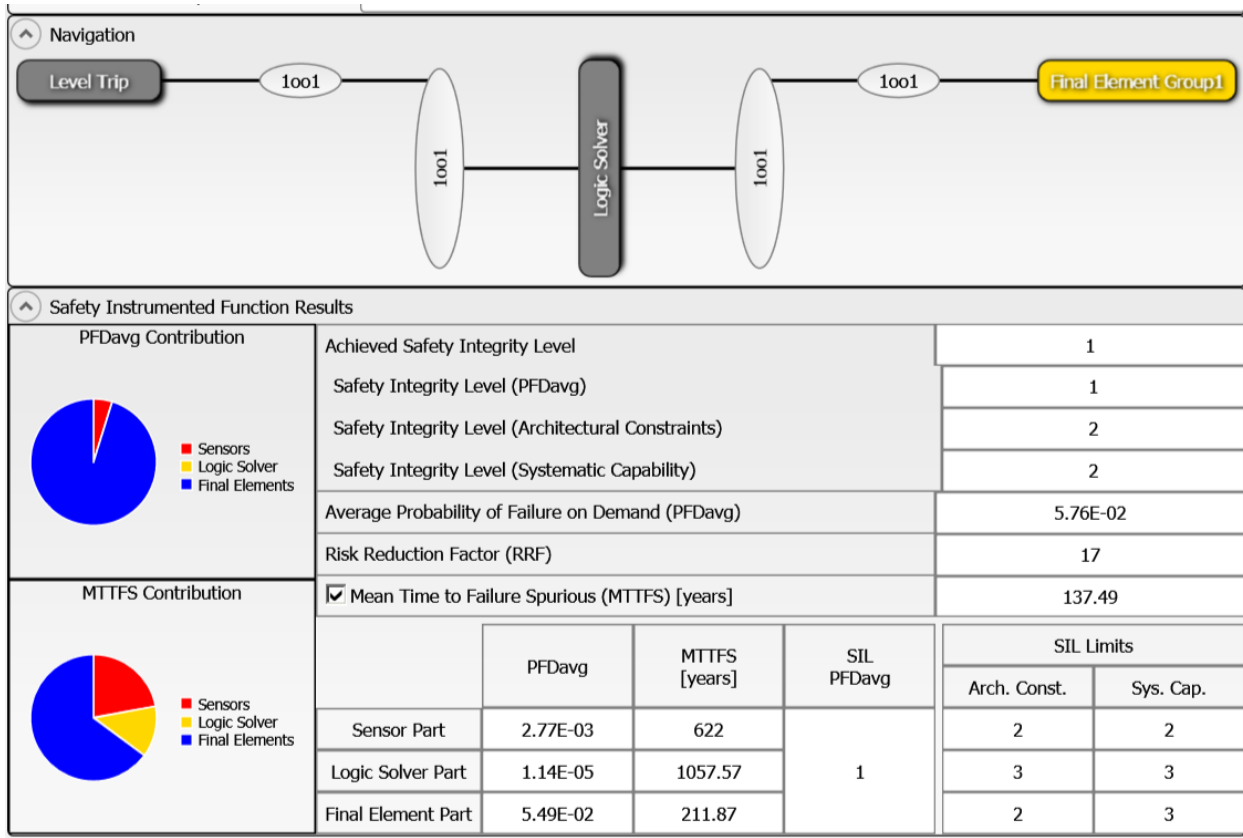 Navigation
Level Trip
1oo1
1oo1
Logic Solver
1oo1
1oo1
Final Element Group1
Safety Instrumented Function Results
PFDavg Contribution
Sensors
Logic Solver
Final Elements
MTTFS Contribution
Sensors
Logic Solver
Final Elements
Achieved Safety Integrity Level 1
Safety Integrity Level (PFDavg) 1
Safety Integrity Level (Architectural Constraints) 2
Safety Integrity Level (Systematic Capability) 2
Average Probability of Failure on Demand (PFDavg) 5.76E-02
Risk Reduction Factor (RRF) 17
Mean Time to Failure Spurious (MTTFS) [years] 137.49
PFDavg MTTFS [years] SIL PFDavg SIL Limits
Arch. Const. Sys. Cap.
Sensor Part 2.77E-03 622 2 2
Logic Solver Part 1.14E-05 1057.57 1 3 3
Final Element Part 5.49E-02 211.87 2 3